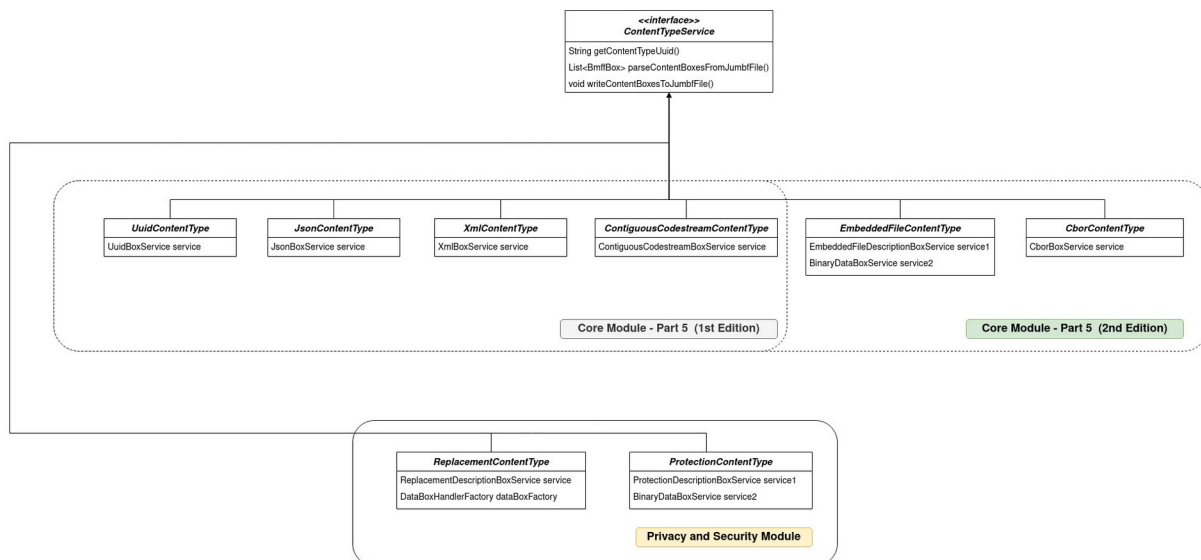 <<interface>>
ContentTypeService
String getContentTypeUuid()
List<BmffBox> parseContentBoxesFromJumbfFile()
void writeContentBoxesToJumbfFile()
UuidContentType
UuidBoxService service
JsonContentType
JsonBoxService service
XmlContentType
XmlBoxService service
ContiguousCodestreamContentType
ContiguousCodestreamBoxService service
EmbeddedFileContentType
EmbeddedFileDescriptionBoxService service1
BinaryDataBoxService service2
CborContentType
CborBoxService service
Core Module - Part 5 (1st Edition)
Core Module - Part 5 (2nd Edition)
ReplacementContentType
ReplacementDescriptionBoxService service
DataBoxHandlerFactory dataBoxFactory
ProtectionContentType
ProtectionDescriptionBoxService service1
BinaryDataBoxService service2
Privacy and Security Module